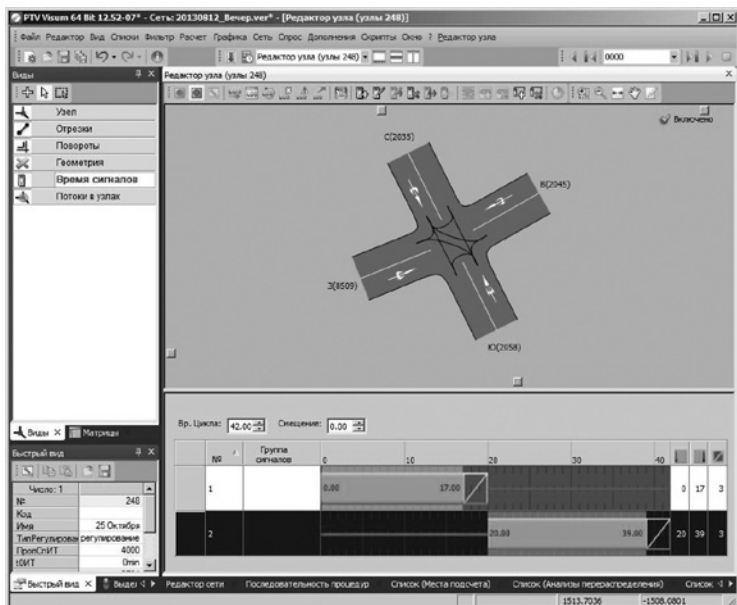 PTV Visum 64 Bit 12.52-07* - Сеть: 20130812_Вечер.ver* - [Редактор узла (узлы 248)]
Файл Редактор Вид Списки Фильтр Расчет Графика Сеть Спрос Дополнения Скрипты Окно ? Редактор узла
Редактор узла (узлы 248) 0000
Виды
Редактор узла (узлы 248)
Узел
Отрезки
Повороты
Геометрия
Время сигналов
Потоки в узлах
Включено
С(2035)
В(2045)
З(8509)
Ю(2058)
Виды Матрицы
Быстрый вид
Число: 1
№ 248
Код
Имя 25 Октября
ТипРегулирован регулирование
ПропСпИТ 4000
t0ИТ 0min
Вр. Цикла: 42.00 Смещение: 0.00
№ Группа сигналов 0 10 20 30 40
1 0.00 17.00 0 17 3
2 20.00 39.00 20 39 3
Быстрый вид Выдел Редактор сети Последовательность процедур Список (Места подсчета) Список (Анализы перераспределения) Список
1513.7036 -1508.0801